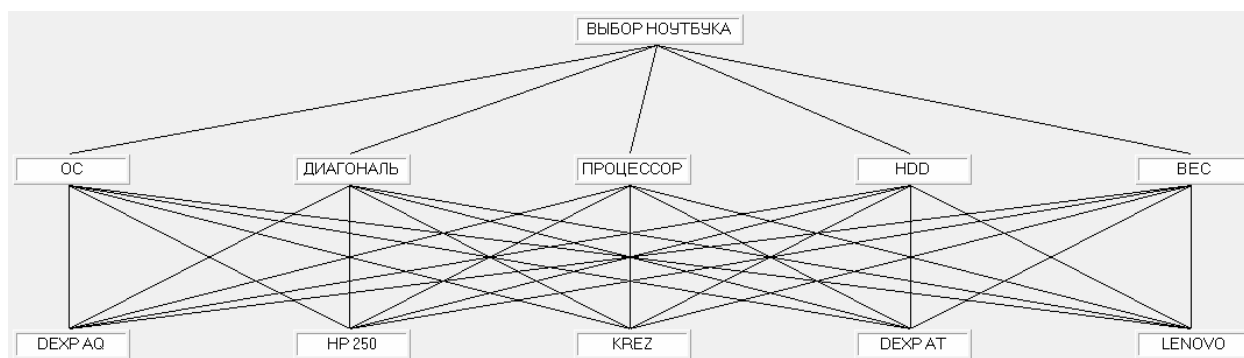 ВЫБОР НОУТБУКА
ОС
ДИАГОНАЛЬ
ПРОЦЕССОР
HDD
ВЕС
DEXP AQ
HP 250
KREZ
DEXP AT
LENOVO